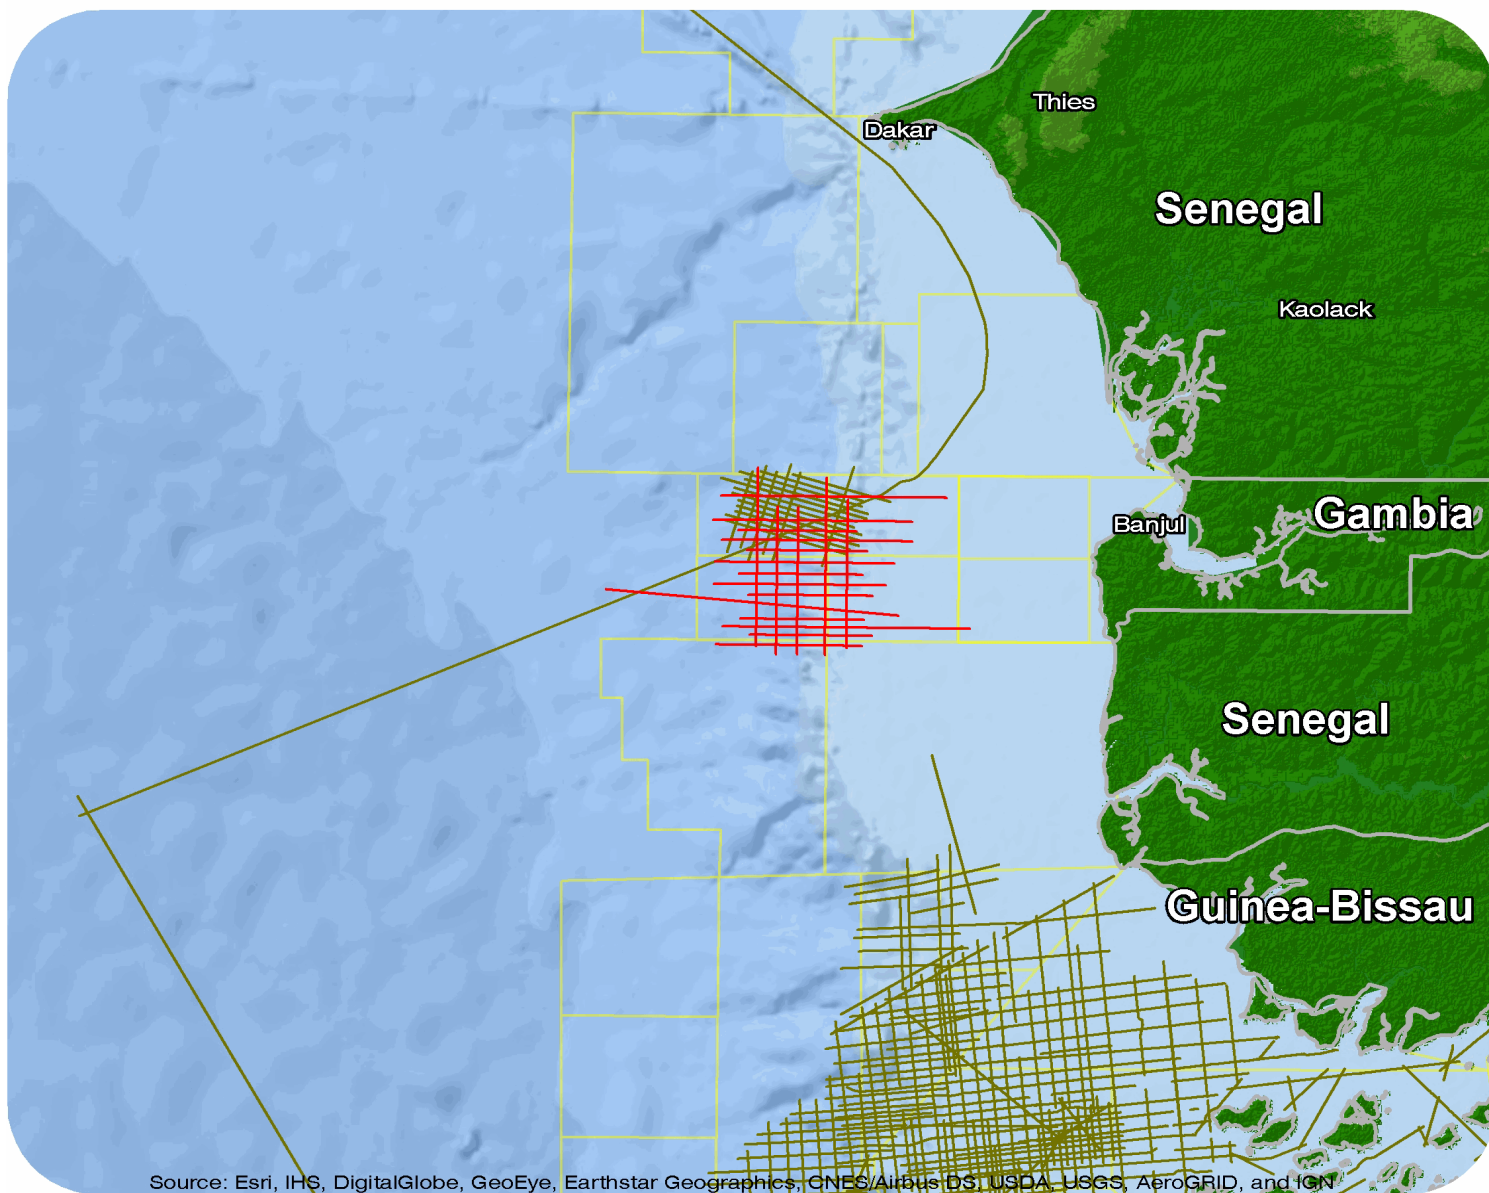 Thies
Dakar
Senegal
Kaolack
Gambia
Banjul
Senegal
Guinea-Bissau
Source: Esri, IHS, DigitalGlobe, GeoEye, Earthstar Geographics, CNES/Airbus DS, USDA, USGS, AeroGRID, and IGN